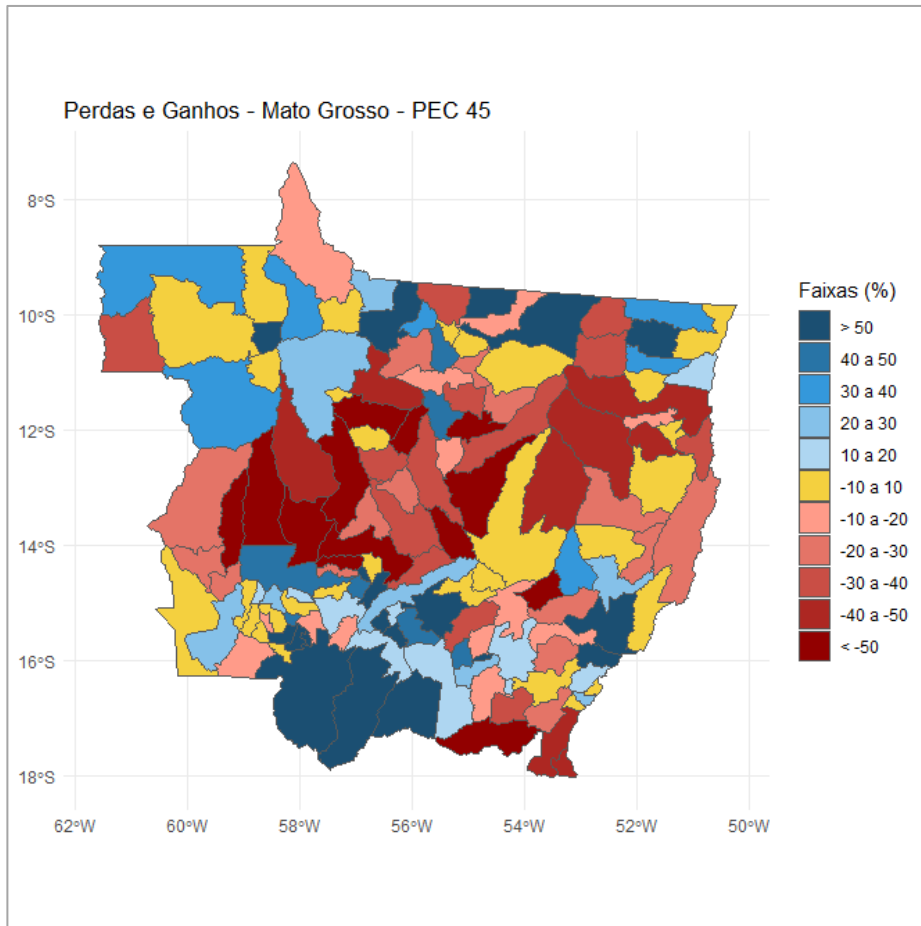 Perdas e Ganhos - Mato Grosso - PEC 45
8°S
10°S
12°S
14°S
16°S
18°S
62°W
60°W
58°W
56°W
54°W
52°W
50°W
Faixas (%)
> 50
40 a 50
30 a 40
20 a 30
10 a 20
-10 a 10
-10 a -20
-20 a -30
-30 a -40
-40 a -50
< -50